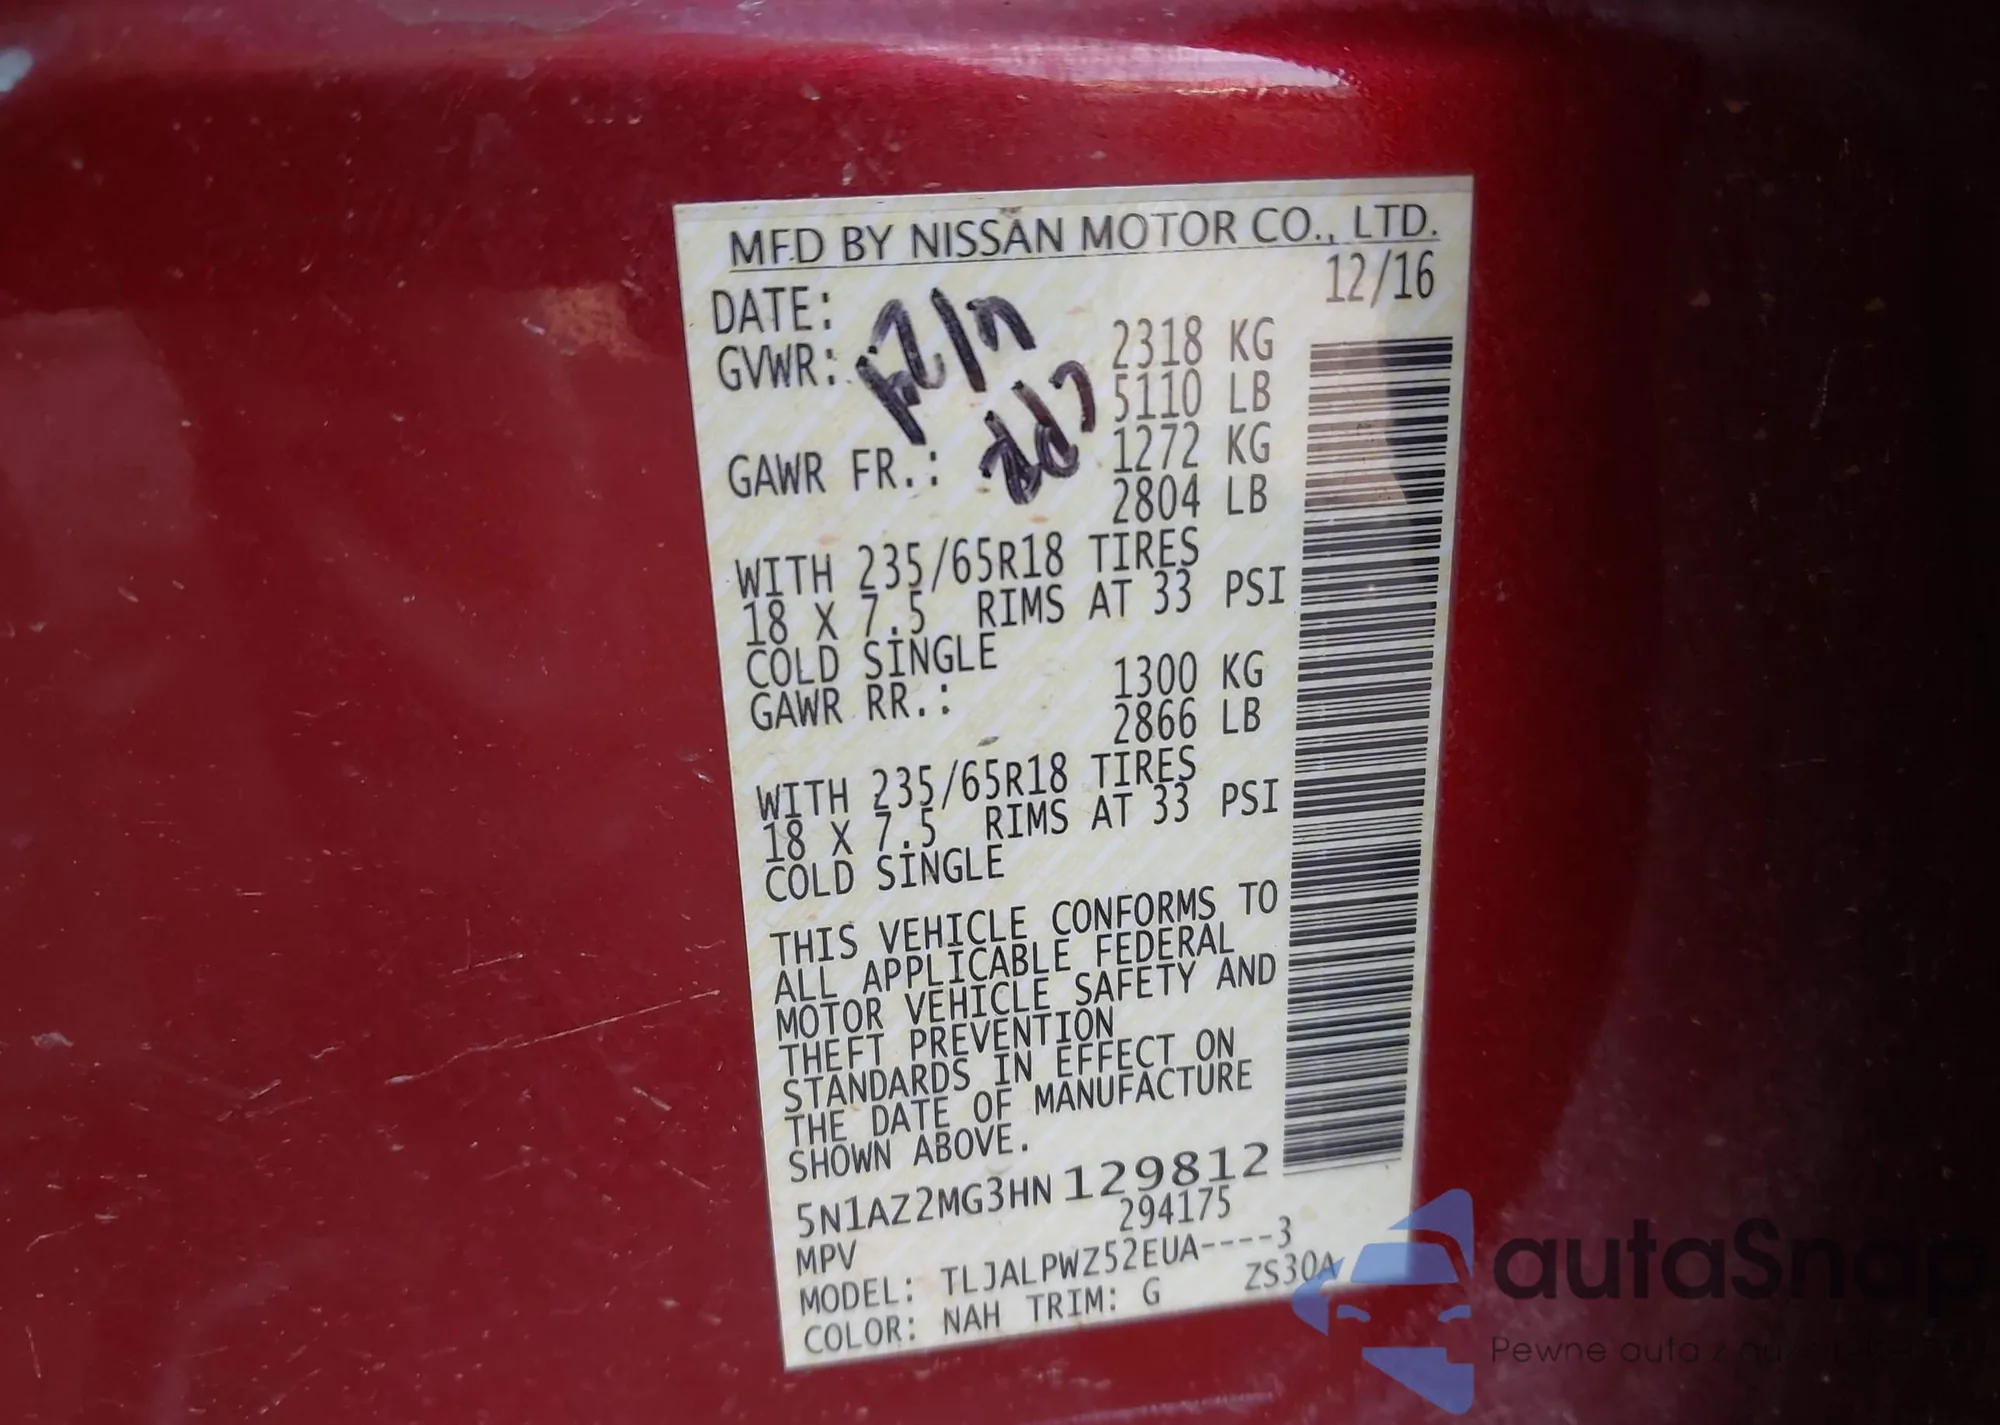 MFD BY NISSAN MOTOR CO., LTD.
DATE: 12/16
GVWR: 2318 KG
5110 LB
GAWR FR.: 1272 KG
2804 LB
WITH 235/65R18 TIRES
18 X 7.5 RIMS AT 33 PSI
COLD SINGLE
GAWR RR.: 1300 KG
2866 LB
WITH 235/65R18 TIRES
18 X 7.5 RIMS AT 33 PSI
COLD SINGLE
THIS VEHICLE CONFORMS TO
ALL APPLICABLE FEDERAL
MOTOR VEHICLE SAFETY AND
THEFT PREVENTION
STANDARDS IN EFFECT ON
THE DATE OF MANUFACTURE
SHOWN ABOVE.
5N1AZ2MG3HN129812
294175
MPV
MODEL: TLJALPWZ52EUA----3
COLOR: NAH TRIM: G ZS30A
autaSnap
Pewne auta z